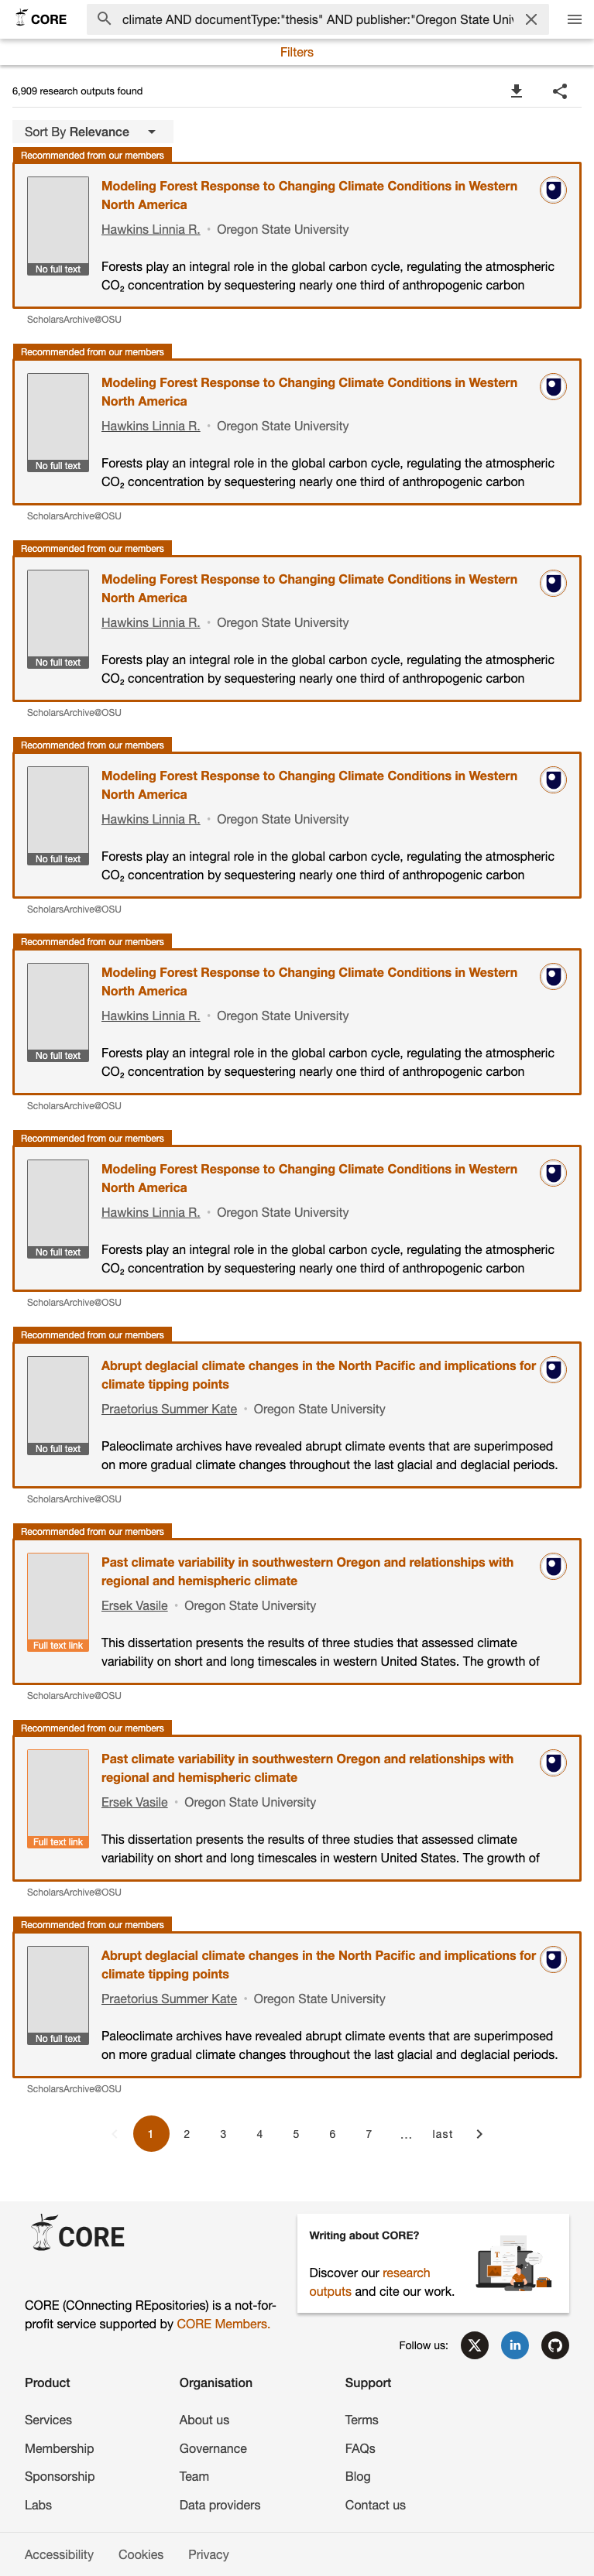 CORE
climate AND documentType:"thesis" AND publisher:"Oregon State Univ
Filters
6,909 research outputs found
Sort By Relevance
Recommended from our members
Modeling Forest Response to Changing Climate Conditions in Western
North America
Hawkins Linnia R. • Oregon State University
Forests play an integral role in the global carbon cycle, regulating the atmospheric
CO₂ concentration by sequestering nearly one third of anthropogenic carbon
No full text
ScholarsArchive@OSU
Recommended from our members
Modeling Forest Response to Changing Climate Conditions in Western
North America
Hawkins Linnia R. • Oregon State University
Forests play an integral role in the global carbon cycle, regulating the atmospheric
CO₂ concentration by sequestering nearly one third of anthropogenic carbon
No full text
ScholarsArchive@OSU
Recommended from our members
Modeling Forest Response to Changing Climate Conditions in Western
North America
Hawkins Linnia R. • Oregon State University
Forests play an integral role in the global carbon cycle, regulating the atmospheric
CO₂ concentration by sequestering nearly one third of anthropogenic carbon
No full text
ScholarsArchive@OSU
Recommended from our members
Modeling Forest Response to Changing Climate Conditions in Western
North America
Hawkins Linnia R. • Oregon State University
Forests play an integral role in the global carbon cycle, regulating the atmospheric
CO₂ concentration by sequestering nearly one third of anthropogenic carbon
No full text
ScholarsArchive@OSU
Recommended from our members
Modeling Forest Response to Changing Climate Conditions in Western
North America
Hawkins Linnia R. • Oregon State University
Forests play an integral role in the global carbon cycle, regulating the atmospheric
CO₂ concentration by sequestering nearly one third of anthropogenic carbon
No full text
ScholarsArchive@OSU
Recommended from our members
Modeling Forest Response to Changing Climate Conditions in Western
North America
Hawkins Linnia R. • Oregon State University
Forests play an integral role in the global carbon cycle, regulating the atmospheric
CO₂ concentration by sequestering nearly one third of anthropogenic carbon
No full text
ScholarsArchive@OSU
Recommended from our members
Abrupt deglacial climate changes in the North Pacific and implications for
climate tipping points
Praetorius Summer Kate • Oregon State University
Paleoclimate archives have revealed abrupt climate events that are superimposed
on more gradual climate changes throughout the last glacial and deglacial periods.
No full text
ScholarsArchive@OSU
Recommended from our members
Past climate variability in southwestern Oregon and relationships with
regional and hemispheric climate
Ersek Vasile • Oregon State University
This dissertation presents the results of three studies that assessed climate
variability on short and long timescales in western United States. The growth of
Full text link
ScholarsArchive@OSU
Recommended from our members
Past climate variability in southwestern Oregon and relationships with
regional and hemispheric climate
Ersek Vasile • Oregon State University
This dissertation presents the results of three studies that assessed climate
variability on short and long timescales in western United States. The growth of
Full text link
ScholarsArchive@OSU
Recommended from our members
Abrupt deglacial climate changes in the North Pacific and implications for
climate tipping points
Praetorius Summer Kate • Oregon State University
Paleoclimate archives have revealed abrupt climate events that are superimposed
on more gradual climate changes throughout the last glacial and deglacial periods.
No full text
ScholarsArchive@OSU
1 2 3 4 5 6 7 ... last
CORE
CORE (COnnecting REpositories) is a not-for-
profit service supported by CORE Members.
Writing about CORE?
Discover our research
outputs and cite our work.
Follow us:
Product
Services
Membership
Sponsorship
Labs
Organisation
About us
Governance
Team
Data providers
Support
Terms
FAQs
Blog
Contact us
Accessibility Cookies Privacy